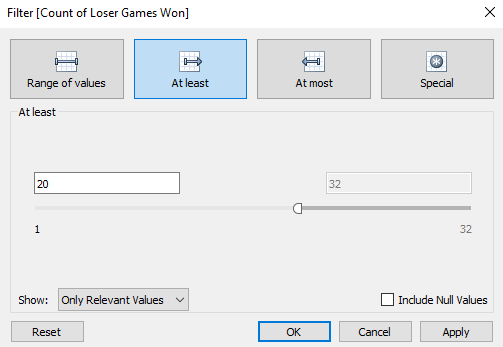 Filter [Count of Loser Games Won]
Range of values
At least
At most
Special
At least
20
32
1
32
Show:
Only Relevant Values
Include Null Values
Reset
OK
Cancel
Apply